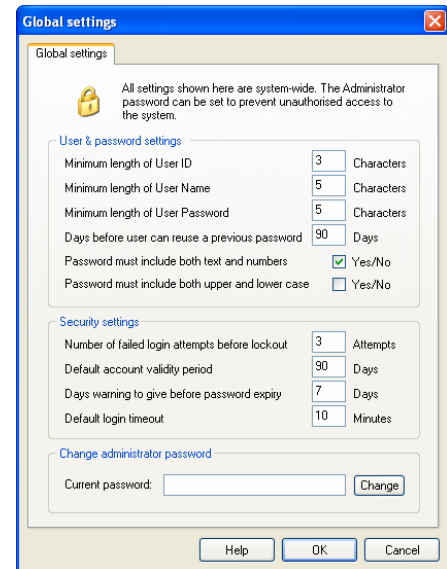 Global settings
Global settings
All settings shown here are system-wide. The Administrator
password can be set to prevent unauthorised access to
the system.
User & password settings
Minimum length of User ID 3 Characters
Minimum length of User Name 5 Characters
Minimum length of User Password 5 Characters
Days before user can reuse a previous password 90 Days
Password must include both text and numbers Yes/No
Password must include both upper and lower case Yes/No
Security settings
Number of failed login attempts before lockout 3 Attempts
Default account validity period 90 Days
Days warning to give before password expiry 7 Days
Default login timeout 10 Minutes
Change administrator password
Current password: Change
Help OK Cancel